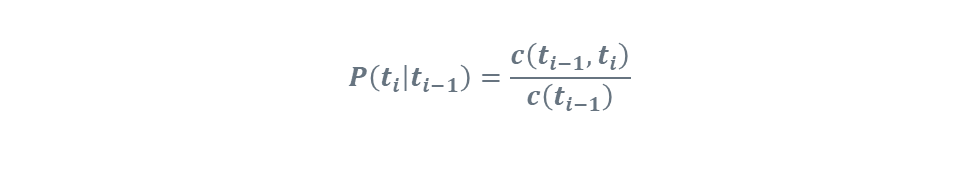 P(tᵢ|tᵢ₋₁) = c(tᵢ₋₁, tᵢ) / c(tᵢ₋₁)